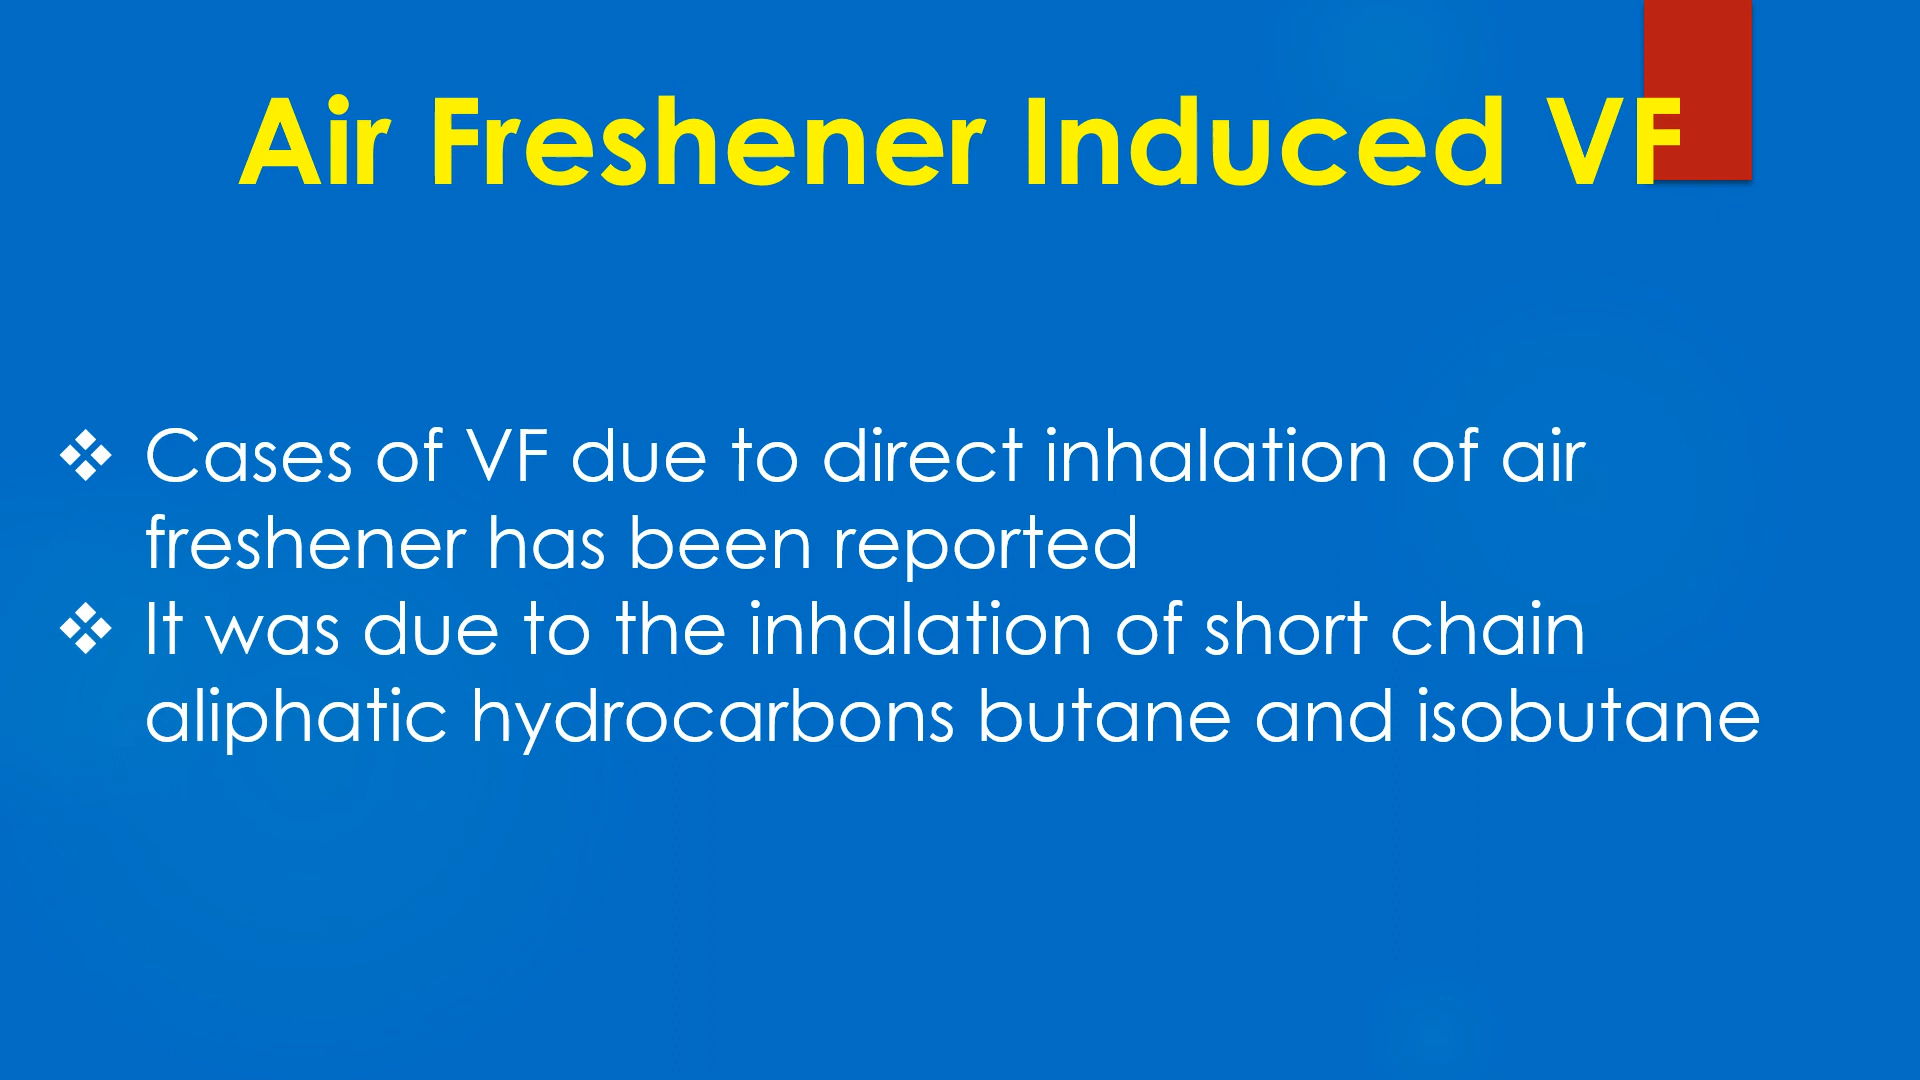 Air Freshener Induced VF
❖ Cases of VF due to direct inhalation of air
freshener has been reported
❖ It was due to the inhalation of short chain
aliphatic hydrocarbons butane and isobutane